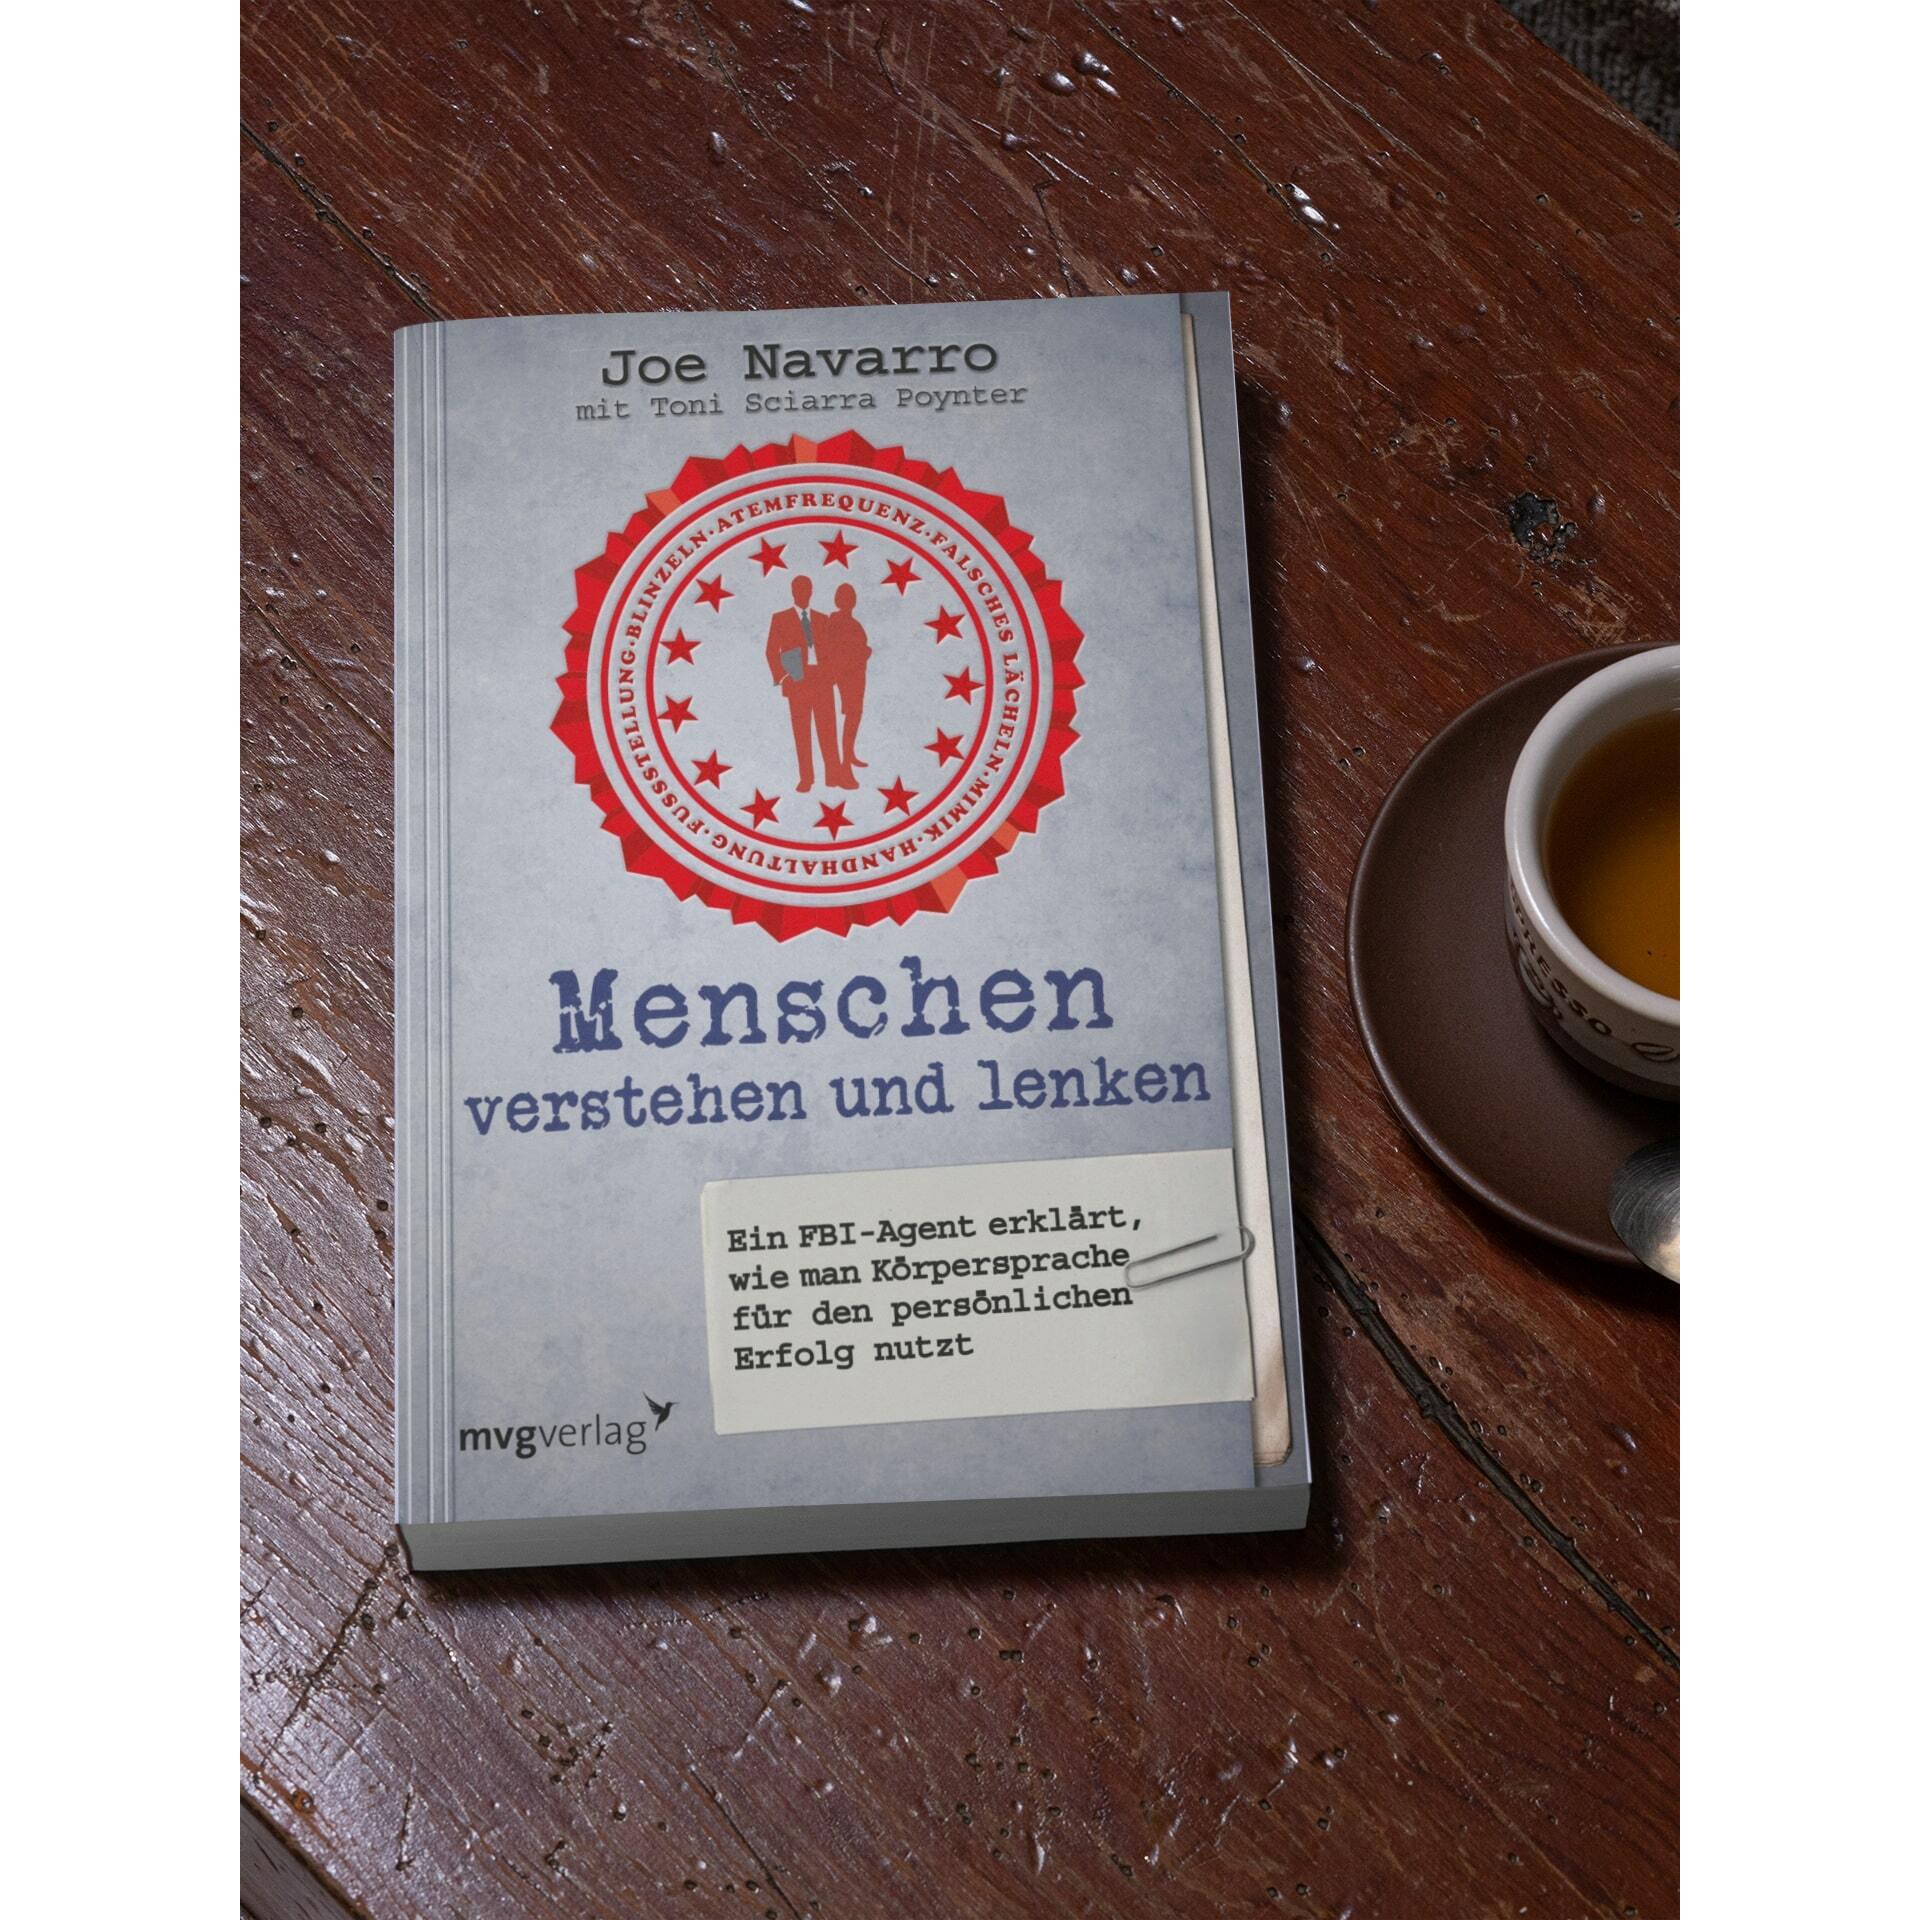 Joe Navarro
mit Toni Sciarra Poynter
FUSSSTELLUNG · BLINZELN · ATEMFREQUENZ · FALSCHES LÄCHELN · MIMIK · HANDHALTUNG ·
Menschen
verstehen und lenken
Ein FBI-Agent erklärt,
wie man Körpersprache
für den persönlichen
Erfolg nutzt
mvgverlag